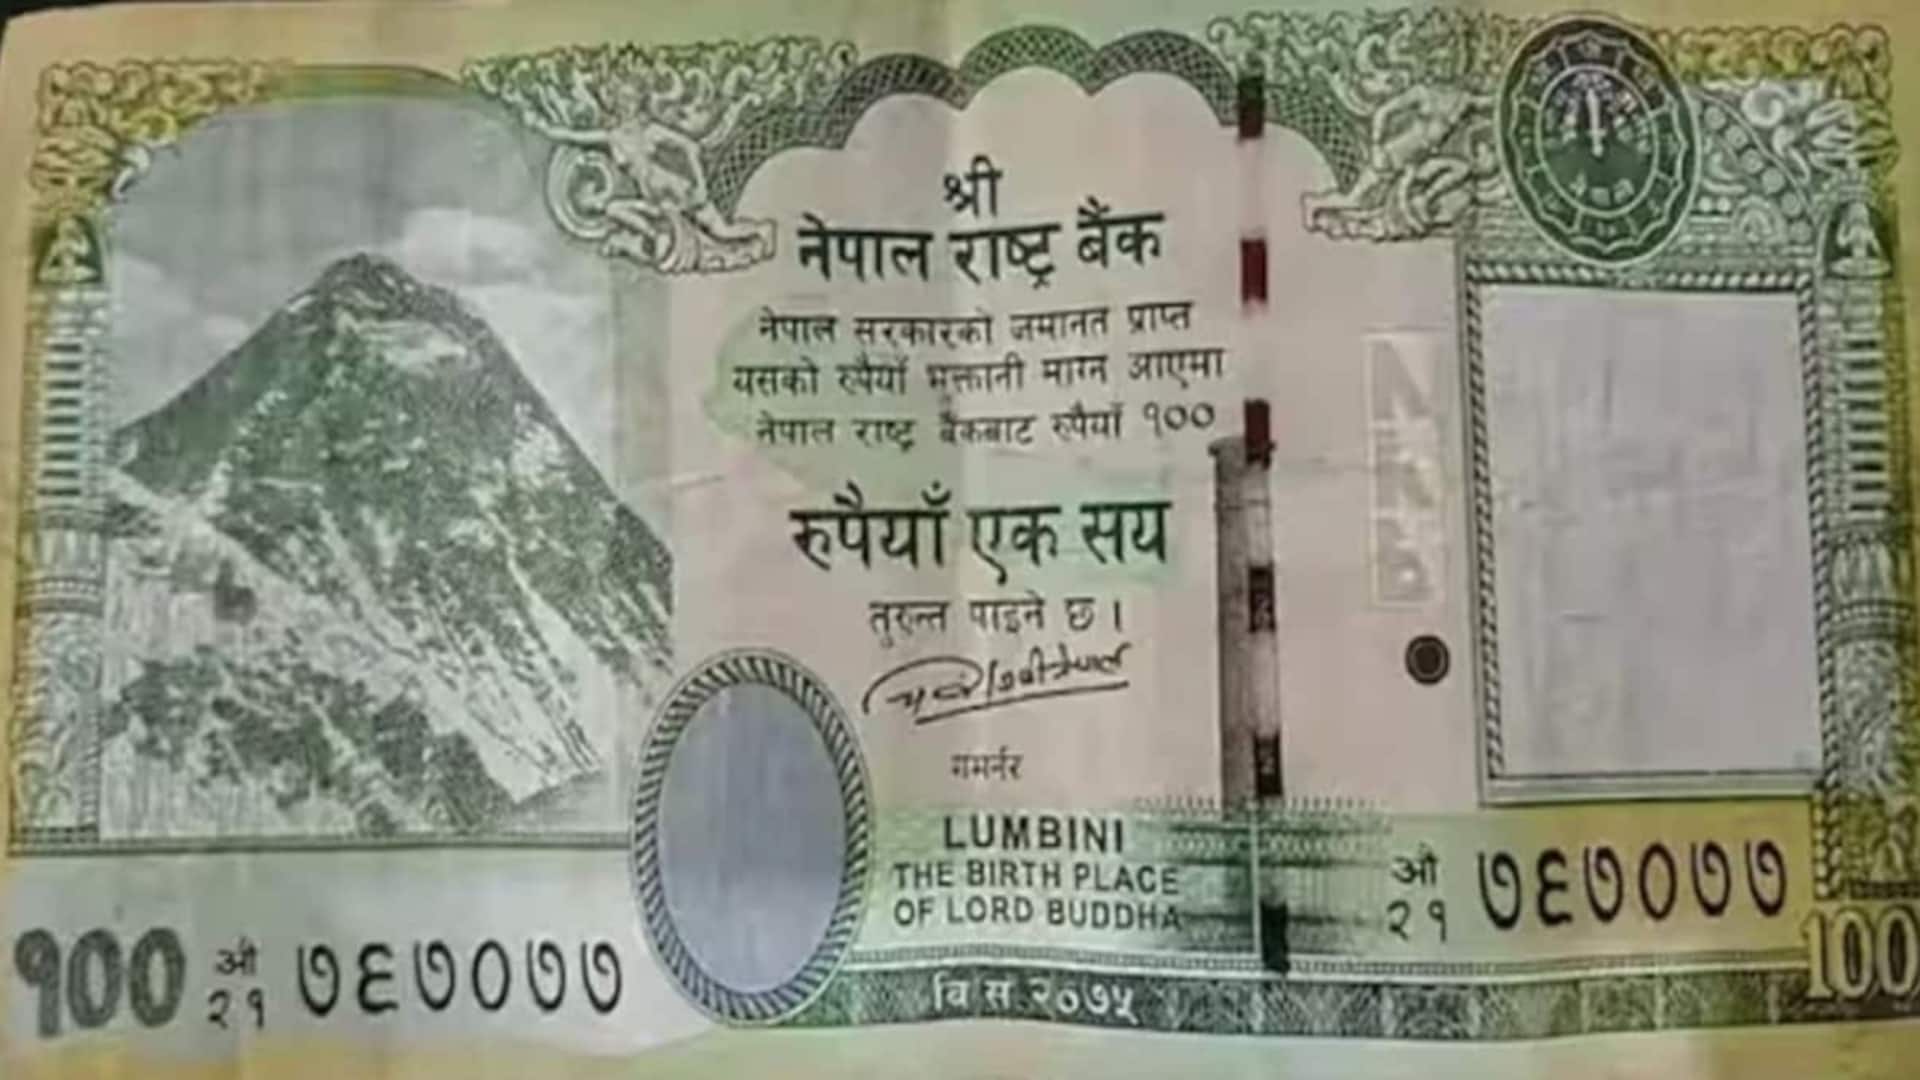 श्री
नेपाल राष्ट्र बैंक
नेपाल सरकारको जमानत प्राप्त
यसको रुपैयाँ भुक्तानी माग्न आएमा
नेपाल राष्ट्र बैंकबाट रुपैयाँ १००
रुपैयाँ एक सय
तुरुन्त पाइने छ ।
गभर्नर
NRB
LUMBINI
THE BIRTH PLACE
OF LORD BUDDHA
ओ
२१ ७६७०७७
१०० ओ
२१ ७६७०७७
वि सं २०७५
100